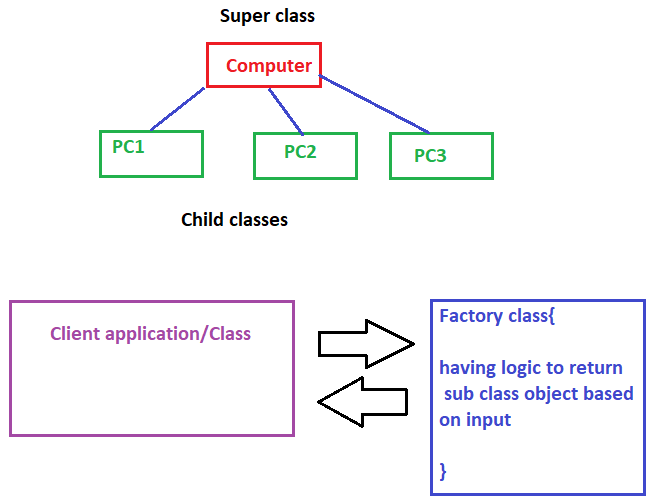 Super class
Computer
PC1
PC2
PC3
Child classes
Client application/Class
Factory class{
having logic to return
sub class object based
on input
}